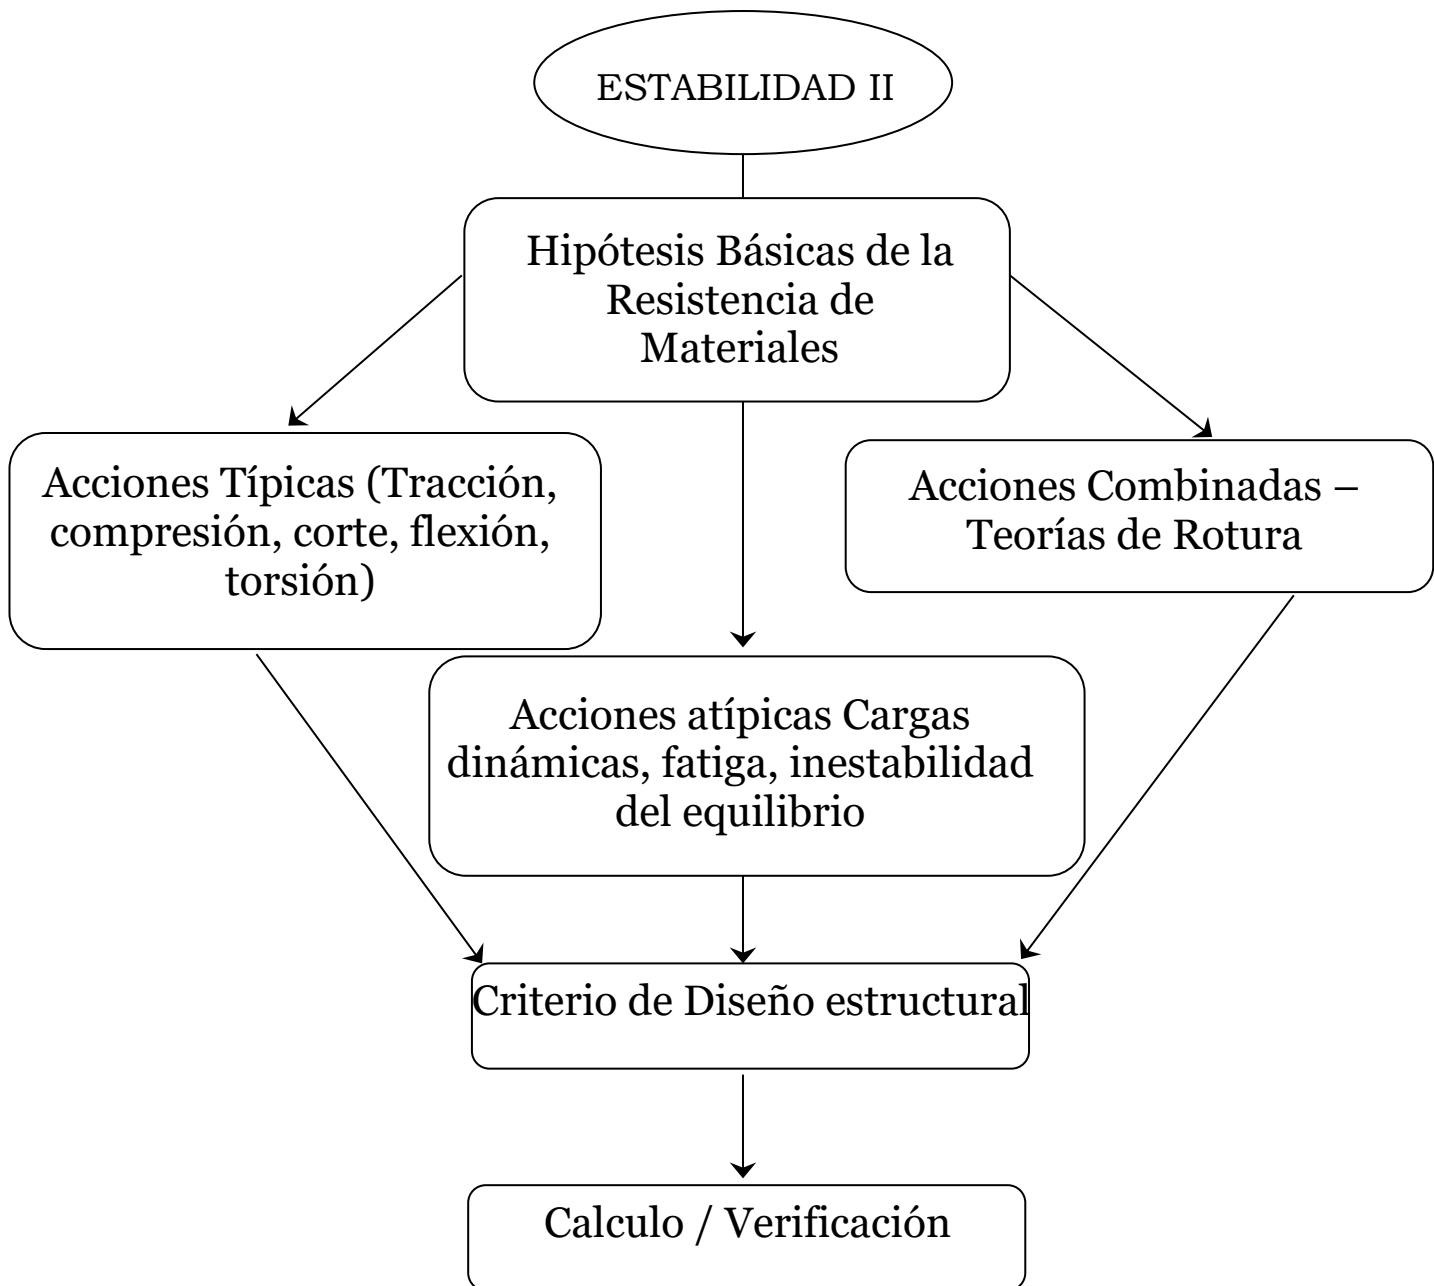 ESTABILIDAD II
Hipótesis Básicas de la
Resistencia de
Materiales
Acciones Típicas (Tracción,
compresión, corte, flexión,
torsión)
Acciones Combinadas –
Teorías de Rotura
Acciones atípicas Cargas
dinámicas, fatiga, inestabilidad
del equilibrio
Criterio de Diseño estructural
Calculo / Verificación